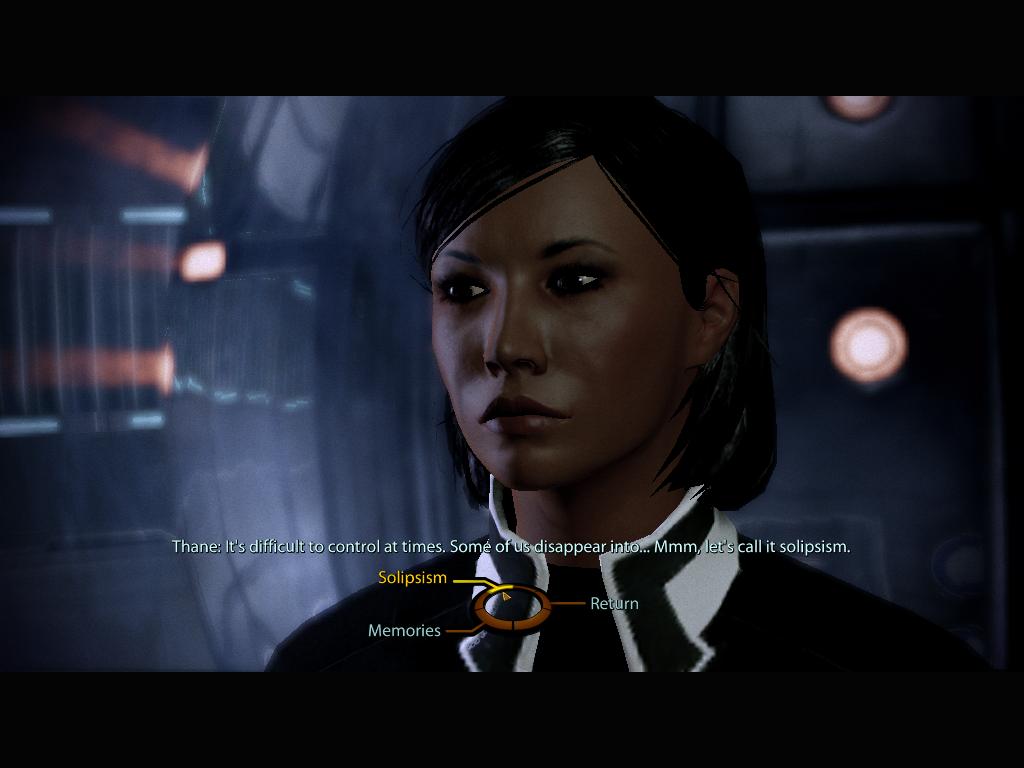 Thane: It's difficult to control at times. Some of us disappear into... Mmm, let's call it solipsism.
Solipsism
Return
Memories